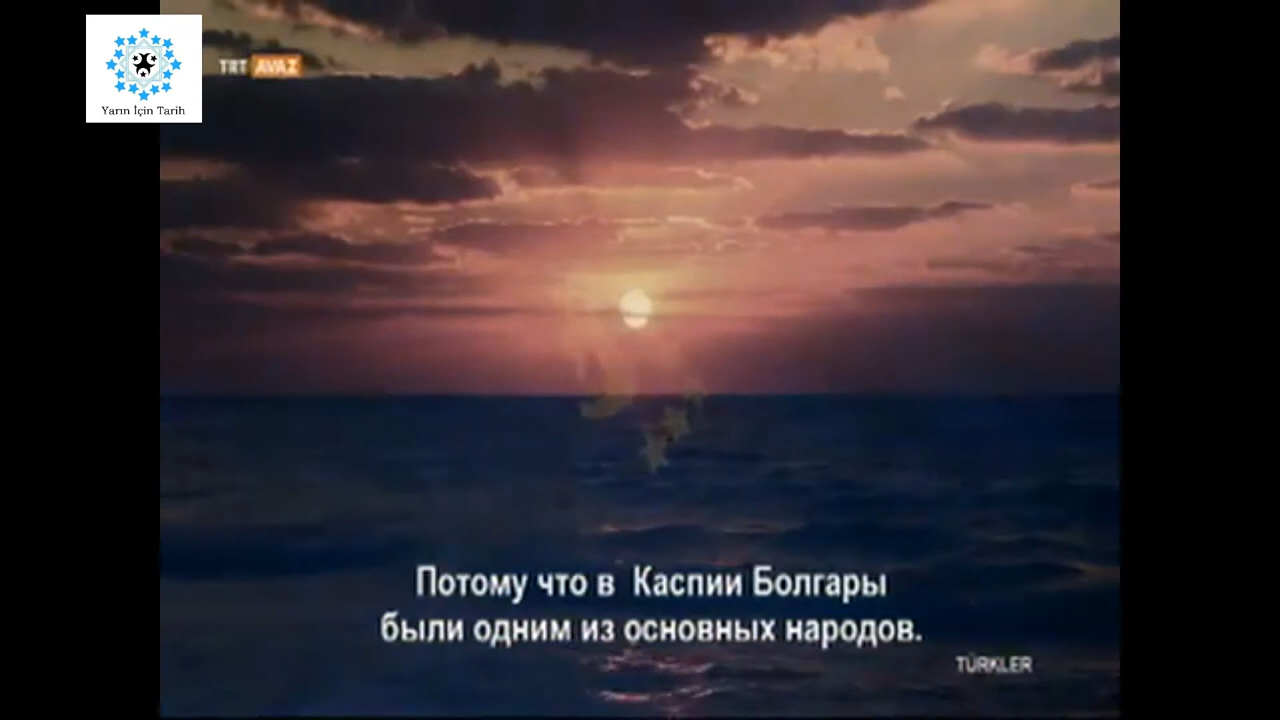 Yarın İçin Tarih
TRT AVAZ
Потому что в Каспии Болгары
были одним из основных народов.
TÜRKLER